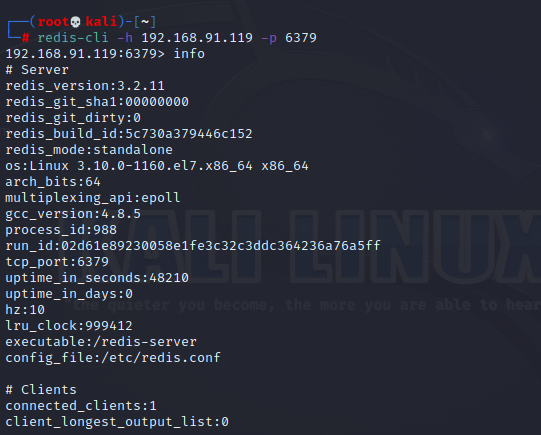 ┌──(root💀kali)-[~]
└─# redis-cli -h 192.168.91.119 -p 6379
192.168.91.119:6379> info
# Server
redis_version:3.2.11
redis_git_sha1:00000000
redis_git_dirty:0
redis_build_id:5c730a379446c152
redis_mode:standalone
os:Linux 3.10.0-1160.el7.x86_64 x86_64
arch_bits:64
multiplexing_api:epoll
gcc_version:4.8.5
process_id:988
run_id:02d61e89230058e1fe3c32c3ddc364236a76a5ff
tcp_port:6379
uptime_in_seconds:48210
uptime_in_days:0
hz:10
lru_clock:999412
executable:/redis-server
config_file:/etc/redis.conf
# Clients
connected_clients:1
client_longest_output_list:0
KALI LINUX
"the quieter you become, the more you are able to hear